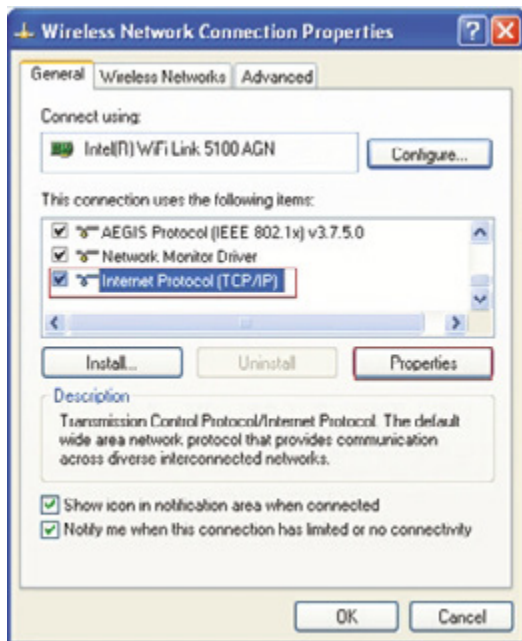 Wireless Network Connection Properties
General Wireless Networks Advanced
Connect using:
Intel(R) WiFi Link 5100 AGN Configure...
This connection uses the following items:
AEGIS Protocol (IEEE 802.1x) v3.7.5.0
Network Monitor Driver
Internet Protocol (TCP/IP)
Install... Uninstall Properties
Description
Transmission Control Protocol/Internet Protocol. The default
wide area network protocol that provides communication
across diverse interconnected networks.
Show icon in notification area when connected
Notify me when this connection has limited or no connectivity
OK Cancel